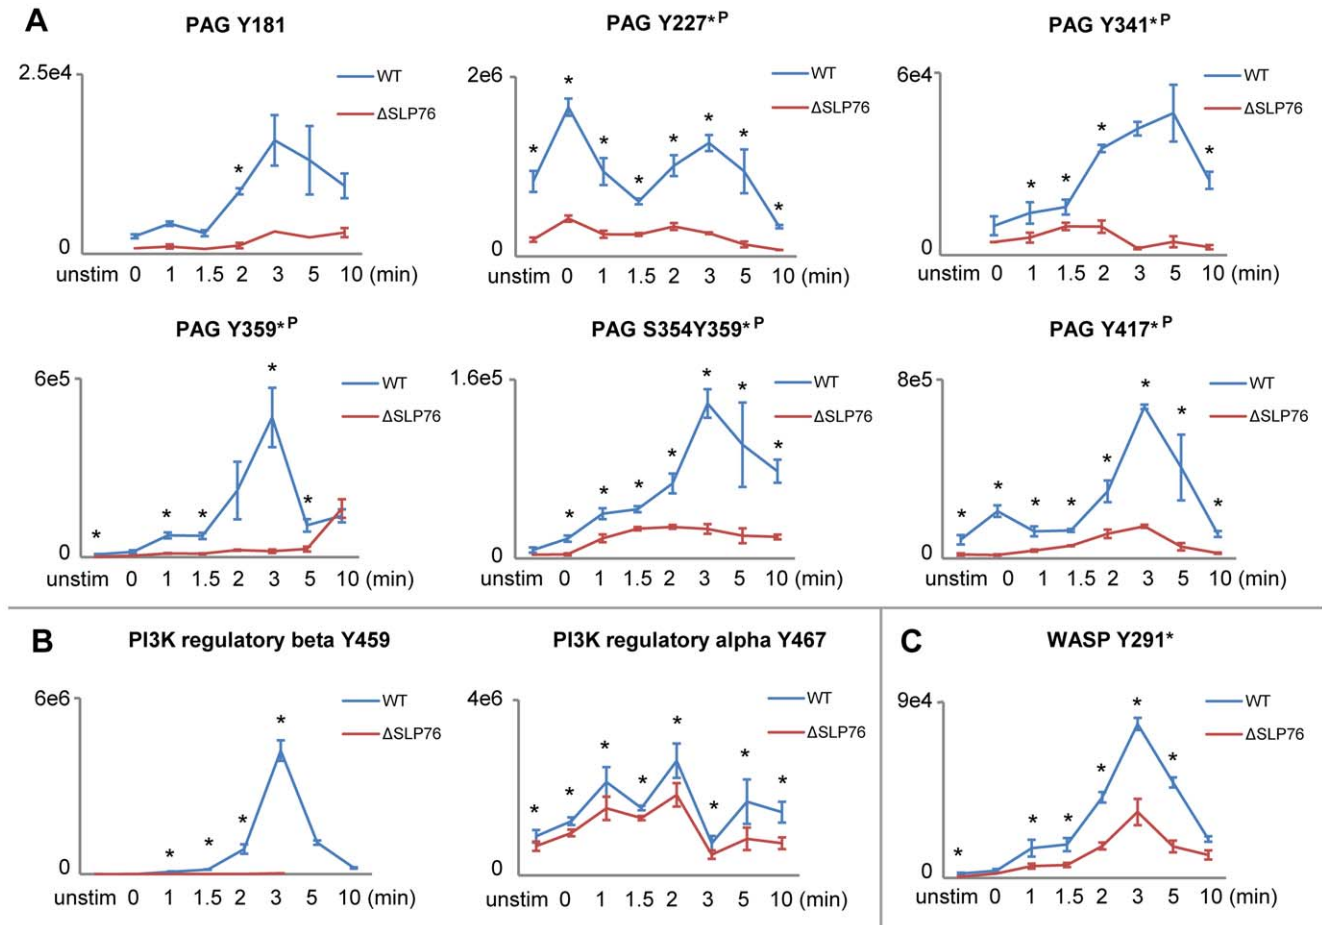 A
PAG Y181
2.5e4
WT
ΔSLP76
*
0
unstim 0 1 1.5 2 3 5 10 (min)
PAG Y227*P
2e6
WT
ΔSLP76
* * * * * * * *
0
unstim 0 1 1.5 2 3 5 10 (min)
PAG Y341*P
6e4
WT
ΔSLP76
* * * *
0
unstim 0 1 1.5 2 3 5 10 (min)
PAG Y359*P
6e5
WT
ΔSLP76
* * * * *
0
unstim 0 1 1.5 2 3 5 10 (min)
PAG S354Y359*P
1.6e5
WT
ΔSLP76
* * * * * * *
0
unstim 0 1 1.5 2 3 5 10 (min)
PAG Y417*P
8e5
WT
ΔSLP76
* * * * * * * *
0
unstim 0 1 1.5 2 3 5 10 (min)
B
PI3K regulatory beta Y459
6e6
WT
ΔSLP76
* * * *
0
unstim 0 1 1.5 2 3 5 10 (min)
PI3K regulatory alpha Y467
4e6
WT
ΔSLP76
* * * * * * * *
0
unstim 0 1 1.5 2 3 5 10 (min)
C
WASP Y291*
9e4
WT
ΔSLP76
* * * * * *
0
unstim 0 1 1.5 2 3 5 10 (min)